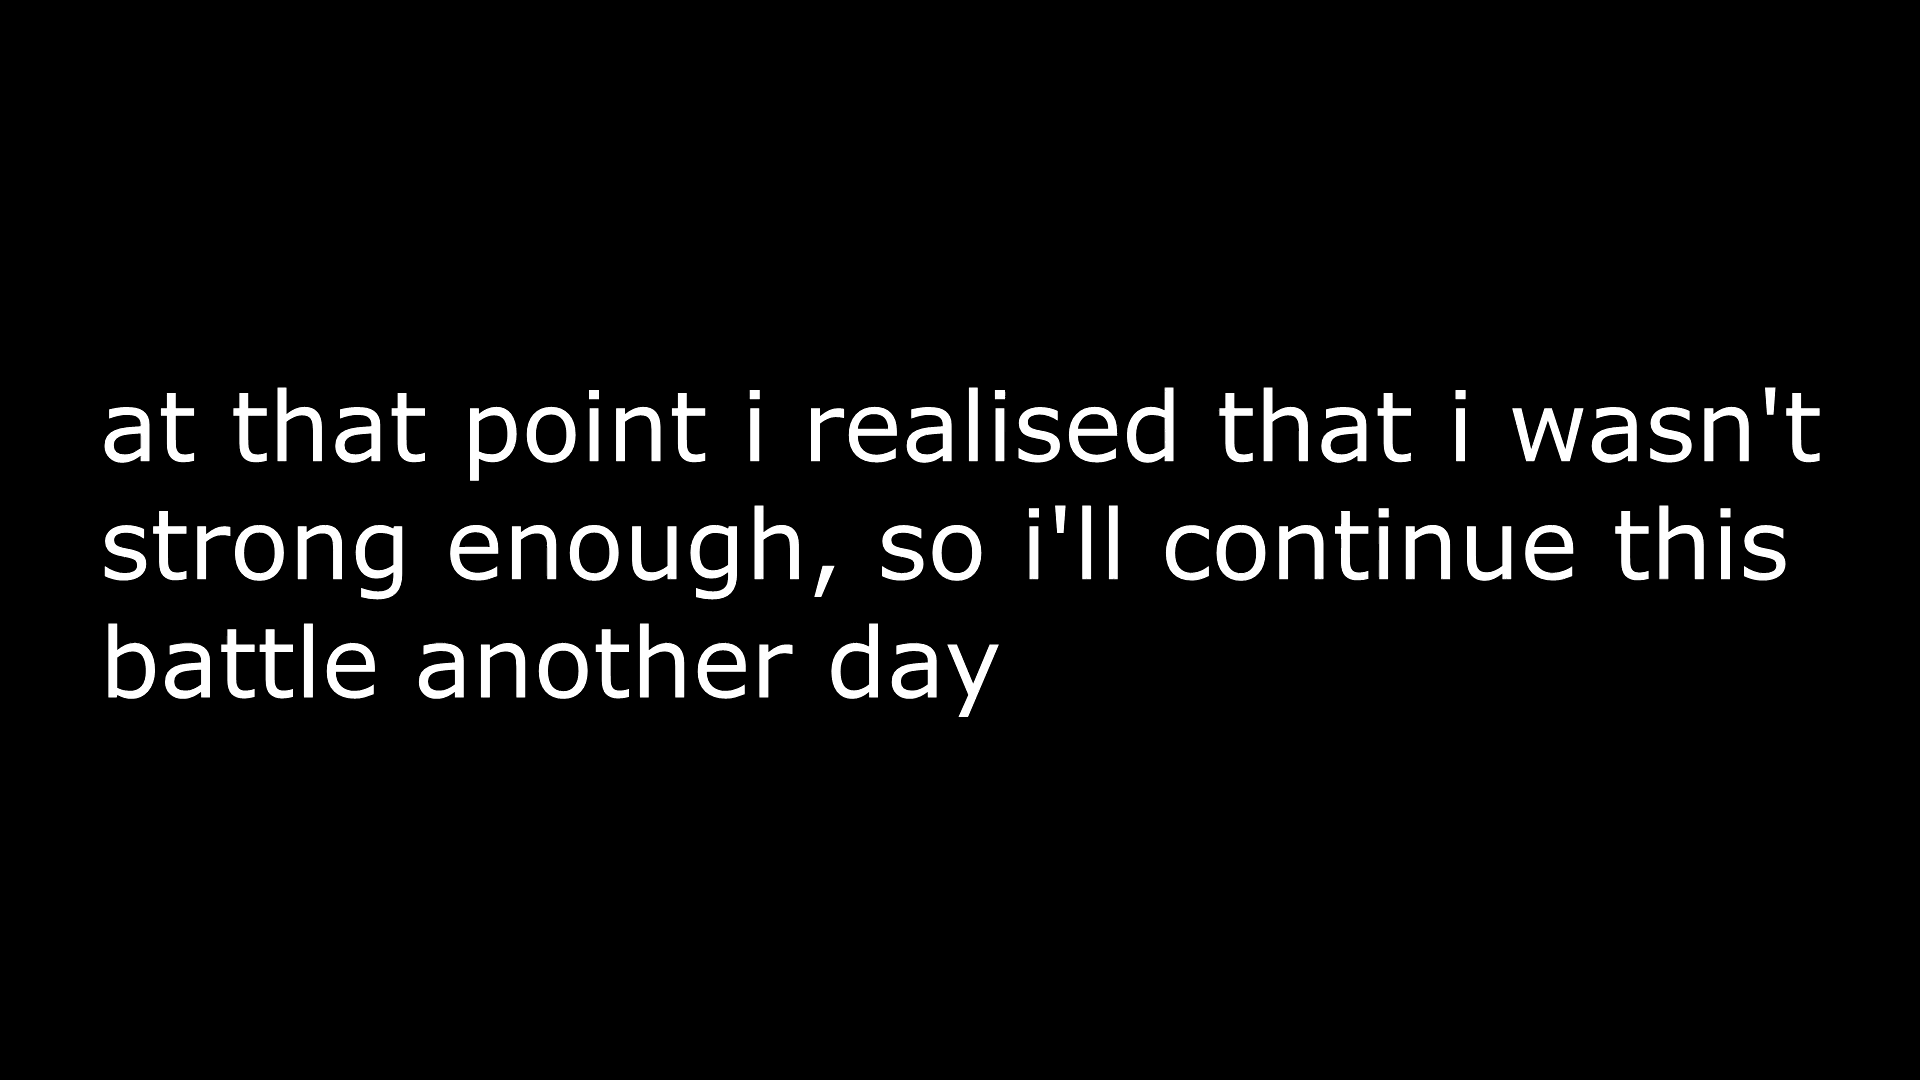 at that point i realised that i wasn't
strong enough, so i'll continue this
battle another day